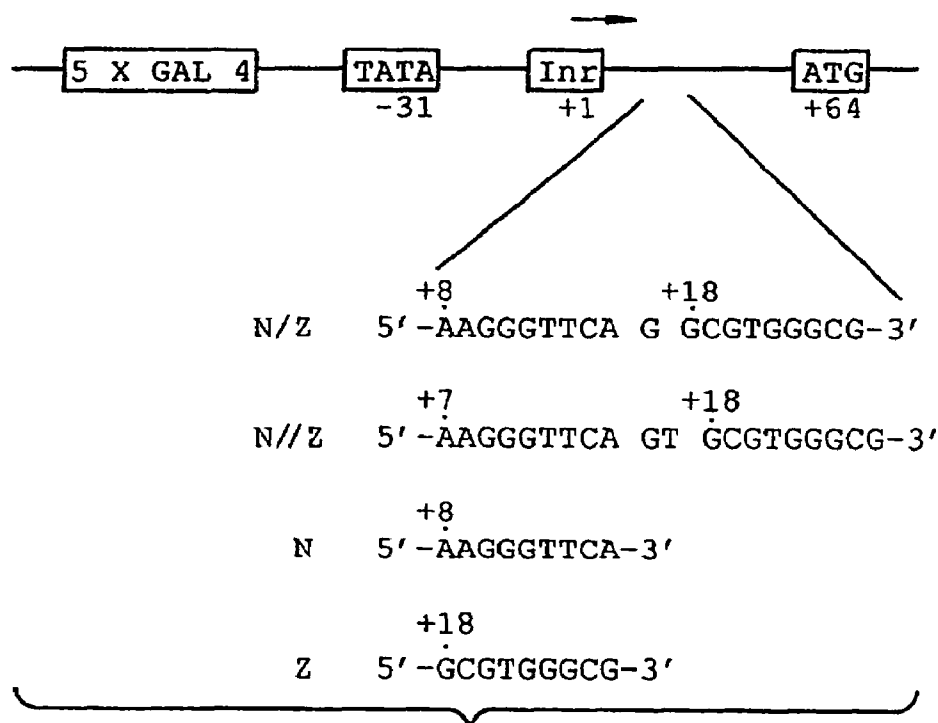 5 X GAL 4 TATA Inr ATG
-31 +1 +64
+8 +18
N/Z 5'-AAGGGTTCA G GCGTGGGCG-3'
+7 +18
N//Z 5'-AAGGGTTCA GT GCGTGGGCG-3'
+8
N 5'-AAGGGTTCA-3'
+18
Z 5'-GCGTGGGCG-3'